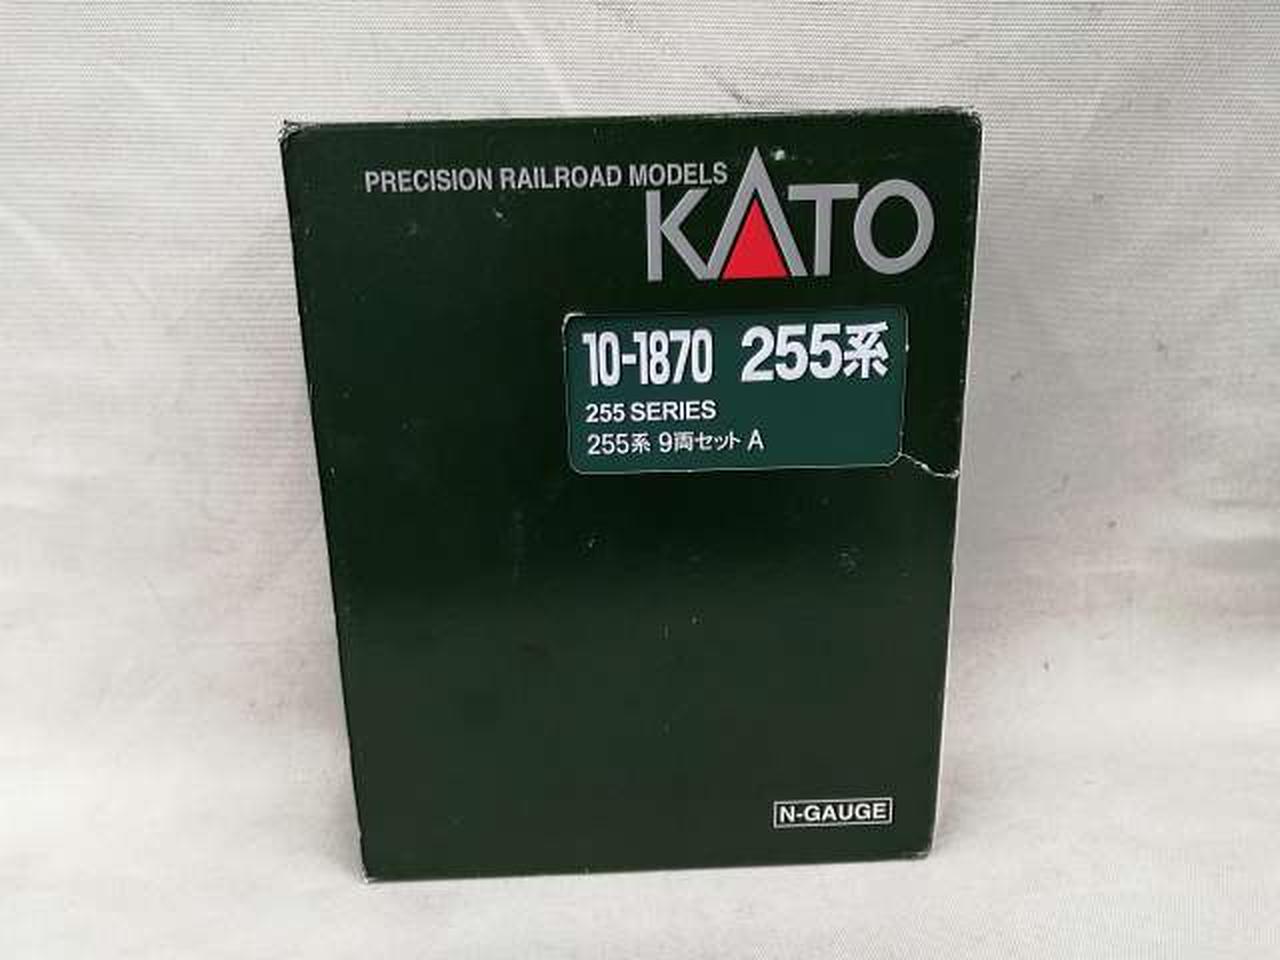 PRECISION RAILROAD MODELS
KATO
10-1870 255系
255 SERIES
255系 9両セット A
N-GAUGE